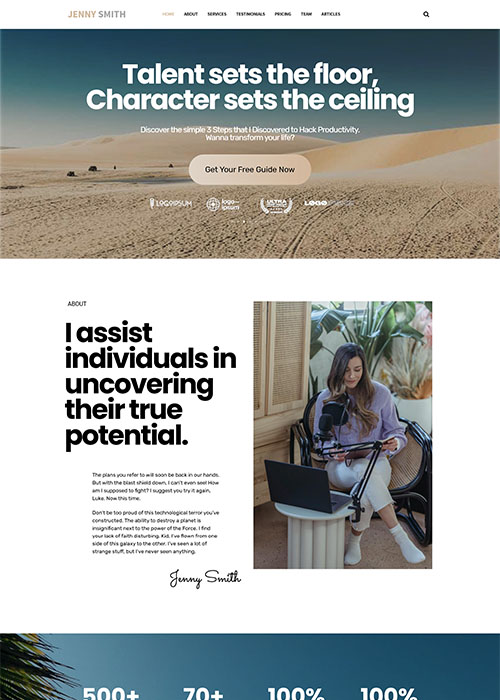 JENNY SMITH
HOME ABOUT SERVICES TESTIMONIALS PRICING TEAM ARTICLES
Talent sets the floor,
Character sets the ceiling
Discover the simple 3 Steps that I Discovered to Hack Productivity.
Wanna transform your life?
Get Your Free Guide Now
LOGOIPSUM
logo
ipsum
ULTRA
LOGOIPSUM
ABOUT
I assist
individuals in
uncovering
their true
potential.
The plans you refer to will soon be back in our hands.
But with the blast shield down, I can't even see! How
am I supposed to fight? I suggest you try it again,
Luke. Now this time.
Don't be too proud of this technological terror you've
constructed. The ability to destroy a planet is
insignificant next to the power of the Force. I find
your lack of faith disturbing. Kid, I've flown from one
side of this galaxy to the other. I've seen a lot of
strange stuff, but I've never seen anything.
Jenny Smith
500+ 70+ 100% 100%